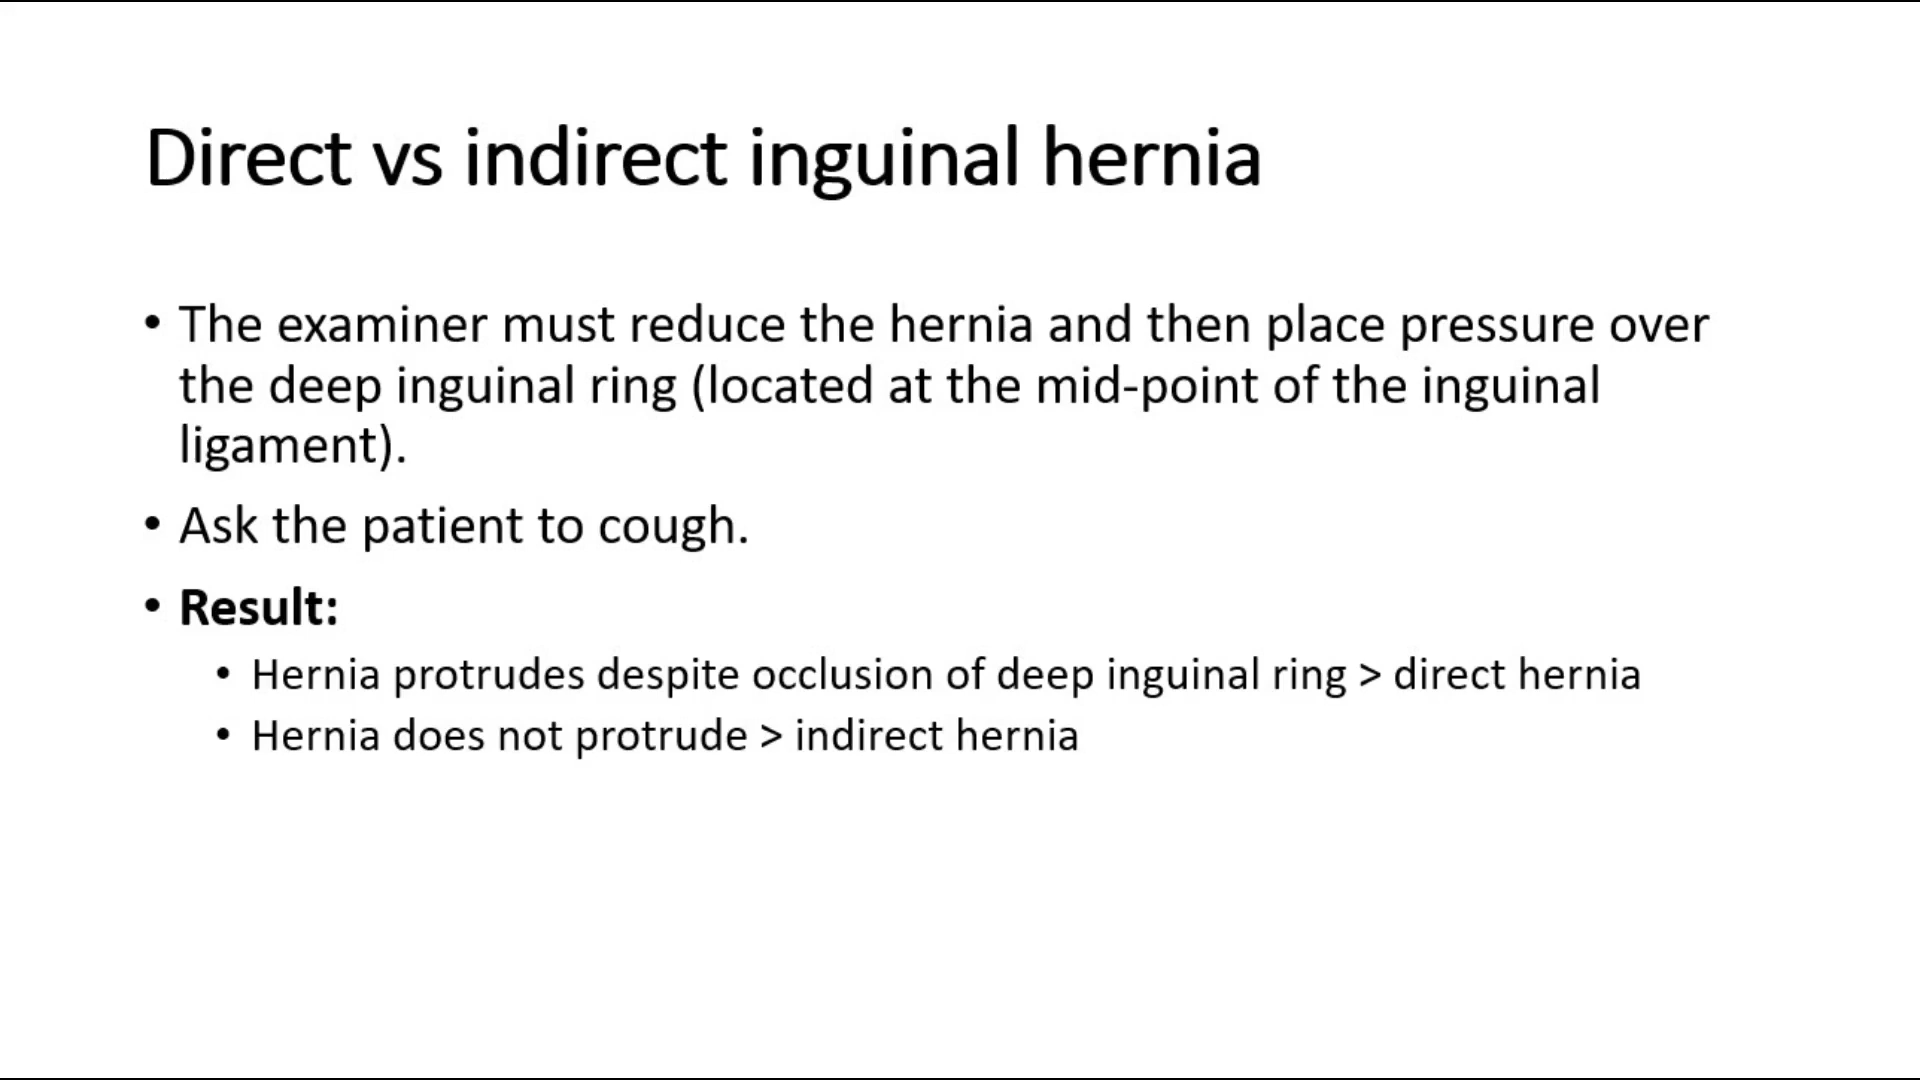 Direct vs indirect inguinal hernia
• The examiner must reduce the hernia and then place pressure over
the deep inguinal ring (located at the mid-point of the inguinal
ligament).
• Ask the patient to cough.
• Result:
• Hernia protrudes despite occlusion of deep inguinal ring > direct hernia
• Hernia does not protrude > indirect hernia